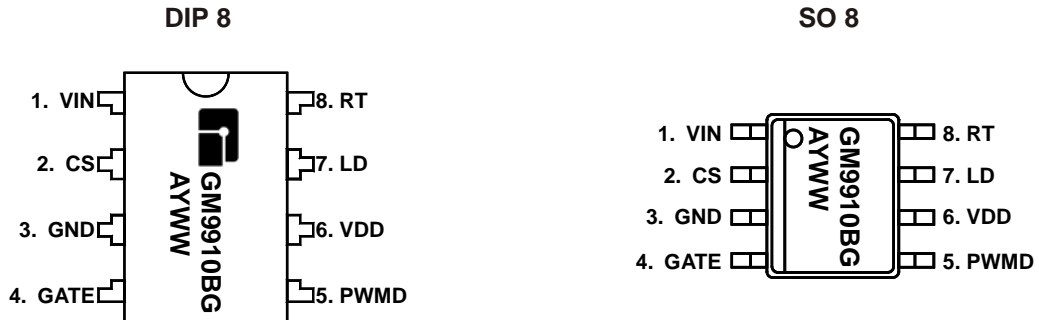 DIP 8
1. VIN
2. CS
3. GND
4. GATE
8. RT
7. LD
6. VDD
5. PWMD
GM9910BG
AYWW
SO 8
1. VIN
2. CS
3. GND
4. GATE
8. RT
7. LD
6. VDD
5. PWMD
GM9910BG
AYWW